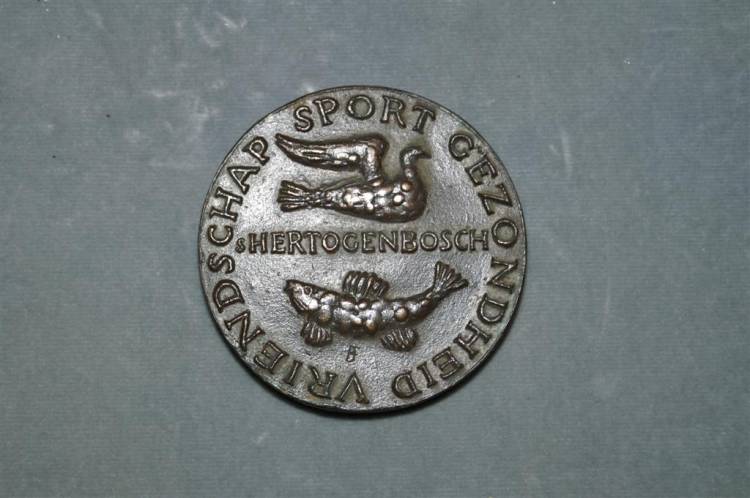 SPORT GEZONDHEID VRIENDSCHAP
sHERTOGENBOSCH